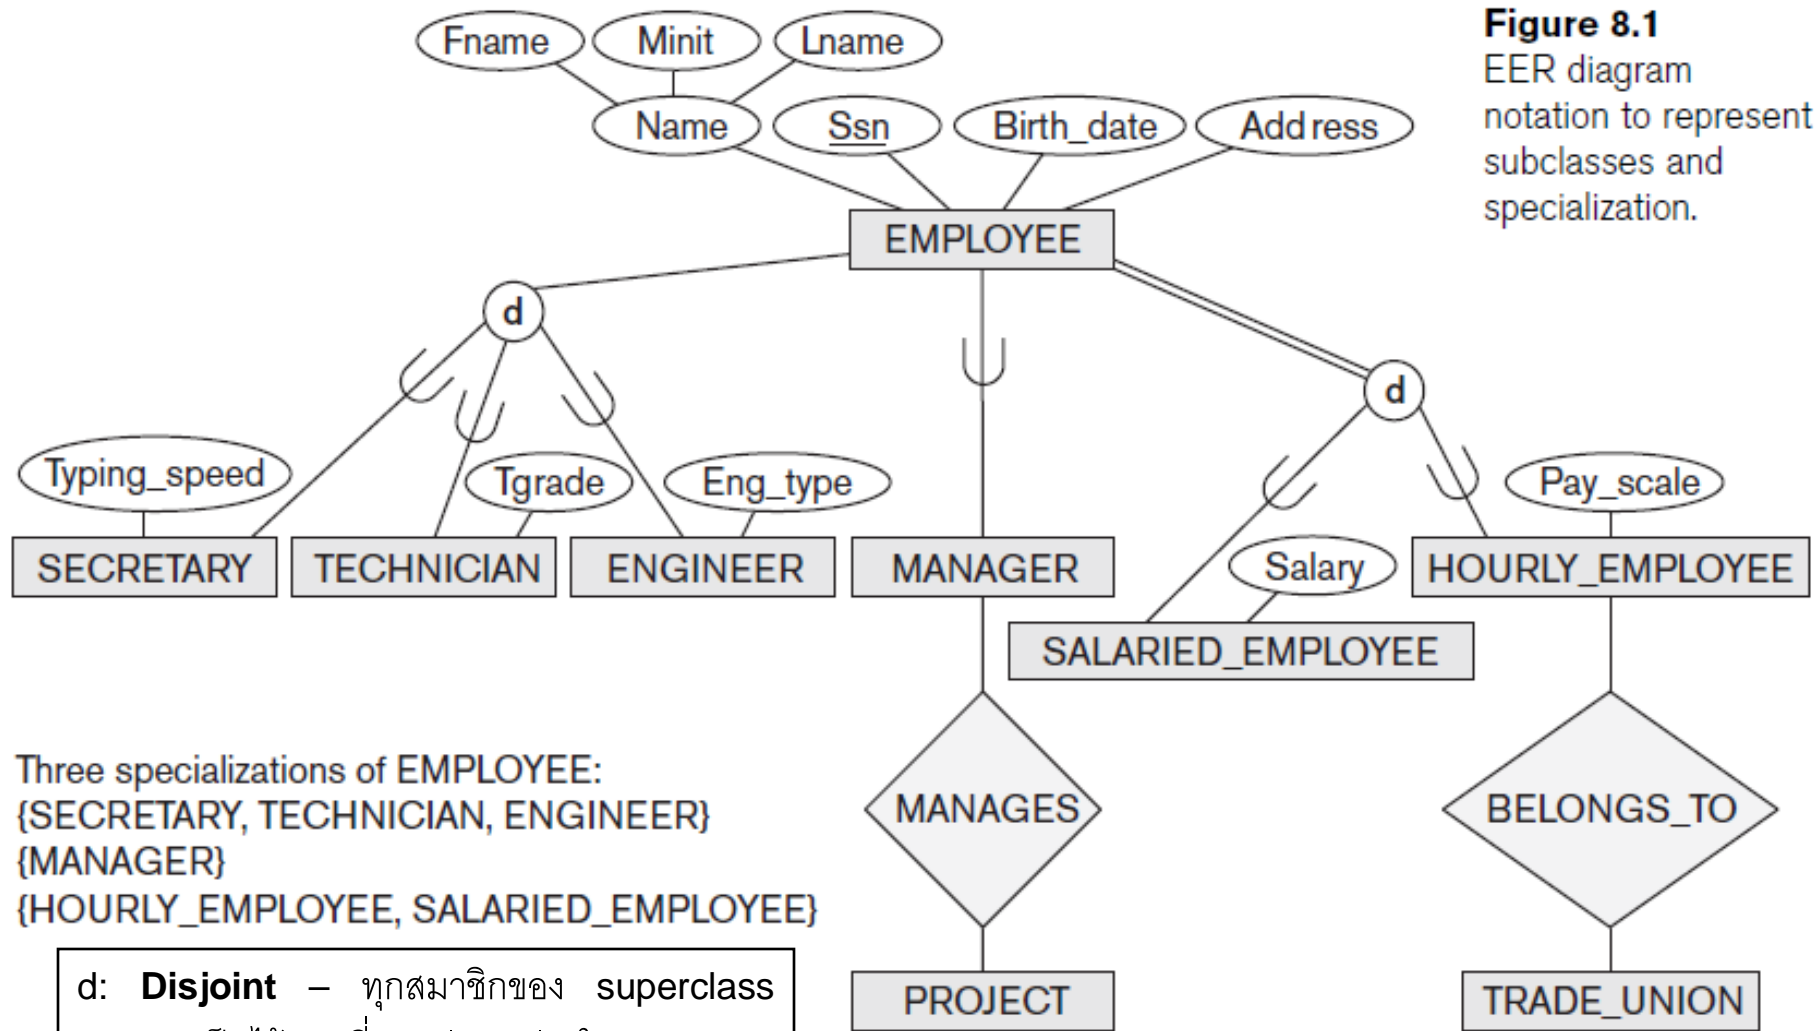 Figure 8.1
EER diagram
notation to represent
subclasses and
specialization.
Fname Minit Lname
Name Ssn Birth_date Address
EMPLOYEE
d
d
Typing_speed Tgrade Eng_type Pay_scale
SECRETARY TECHNICIAN ENGINEER MANAGER Salary HOURLY_EMPLOYEE
SALARIED_EMPLOYEE
Three specializations of EMPLOYEE:
{SECRETARY, TECHNICIAN, ENGINEER}
{MANAGER}
{HOURLY_EMPLOYEE, SALARIED_EMPLOYEE}
MANAGES BELONGS_TO
d: Disjoint – ทุกสมาชิกของ superclass
PROJECT TRADE_UNION